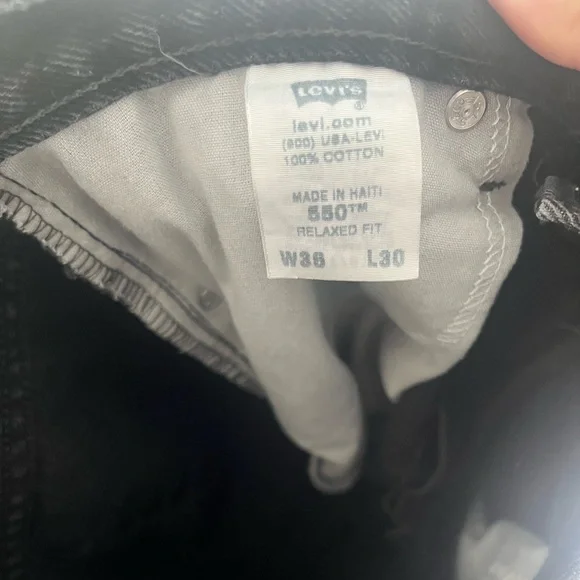 Levi's ®
levi.com
(800) USA-LEVI
100% COTTON
MADE IN HAITI
550™
RELAXED FIT
W36 L30